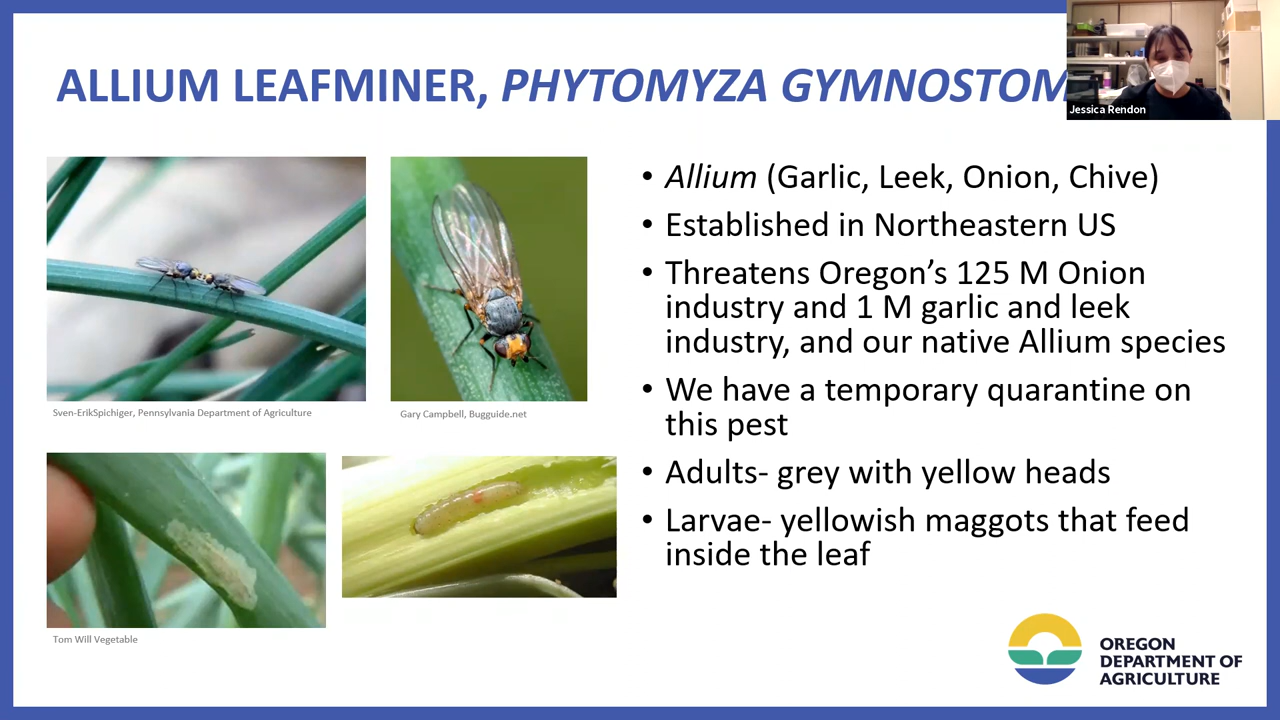 ALLIUM LEAFMINER, PHYTOMYZA GYMNOSTOM
Jessica Rendon
• Allium (Garlic, Leek, Onion, Chive)
• Established in Northeastern US
• Threatens Oregon’s 125 M Onion
industry and 1 M garlic and leek
industry, and our native Allium species
• We have a temporary quarantine on
this pest
• Adults- grey with yellow heads
• Larvae- yellowish maggots that feed
inside the leaf
Sven-ErikSpichiger, Pennsylvania Department of Agriculture
Gary Campbell, Bugguide.net
Tom Will Vegetable
OREGON
DEPARTMENT OF
AGRICULTURE